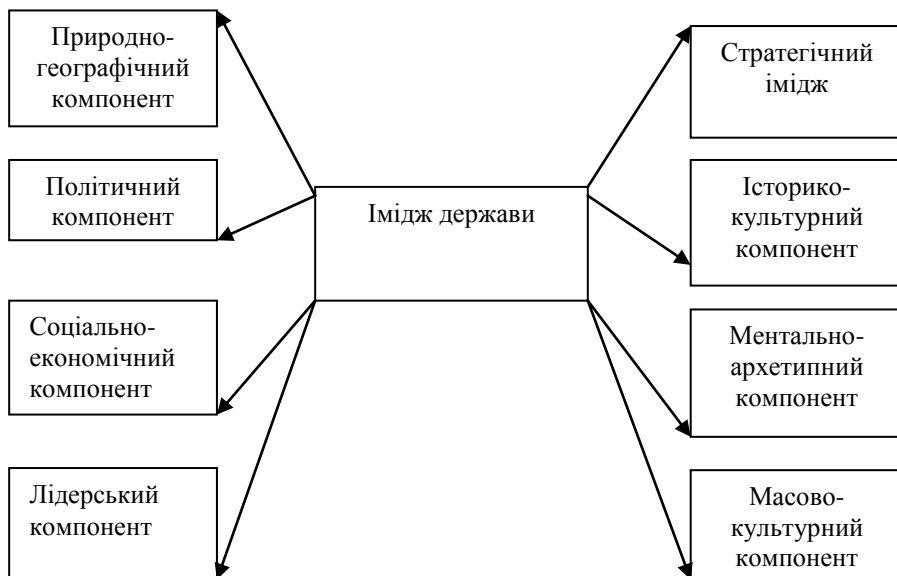 Природно-
географічний
компонент
Політичний
компонент
Соціально-
економічний
компонент
Лідерський
компонент
Імідж держави
Стратегічний
імідж
Історико-
культурний
компонент
Ментально-
архетипний
компонент
Масово-
культурний
компонент